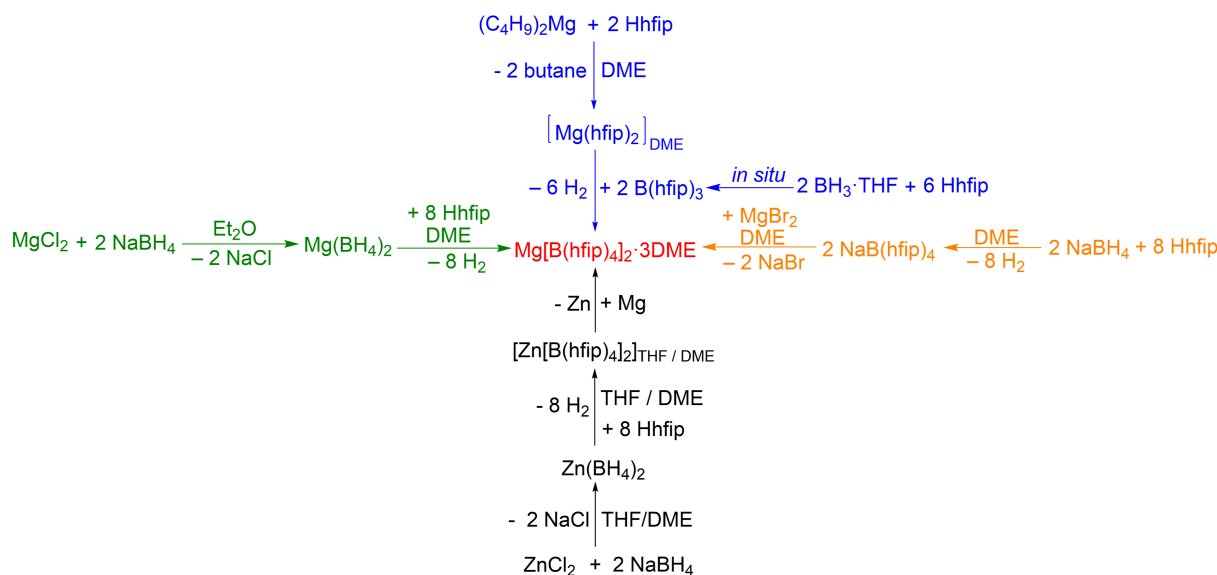 (C4H9)2Mg + 2 Hhfip
- 2 butane DME
[Mg(hfip)2]DME
– 6 H2 + 2 B(hfip)3 in situ 2 BH3·THF + 6 Hhfip
MgCl2 + 2 NaBH4
Et2O
– 2 NaCl
Mg(BH4)2
+ 8 Hhfip
DME
– 8 H2
Mg[B(hfip)4]2·3DME
+ MgBr2
DME
– 2 NaBr
2 NaB(hfip)4
DME
– 8 H2
2 NaBH4 + 8 Hhfip
- Zn + Mg
[Zn[B(hfip)4]2]THF / DME
- 8 H2
THF / DME
+ 8 Hhfip
Zn(BH4)2
- 2 NaCl THF/DME
ZnCl2 + 2 NaBH4